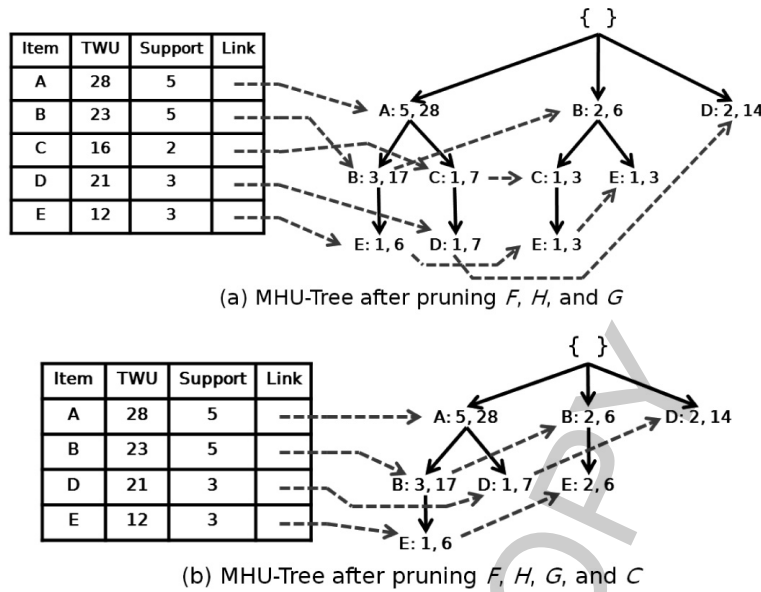 { }
Item TWU Support Link
A 28 5
B 23 5
C 16 2
D 21 3
E 12 3
A: 5, 28 B: 2, 6 D: 2, 14
B: 3, 17 C: 1, 7 C: 1, 3 E: 1, 3
E: 1, 6 D: 1, 7 E: 1, 3
(a) MHU-Tree after pruning F, H, and G
{ }
Item TWU Support Link
A 28 5
B 23 5
D 21 3
E 12 3
A: 5, 28 B: 2, 6 D: 2, 14
B: 3, 17 D: 1, 7 E: 2, 6
E: 1, 6
(b) MHU-Tree after pruning F, H, G, and C
OPY